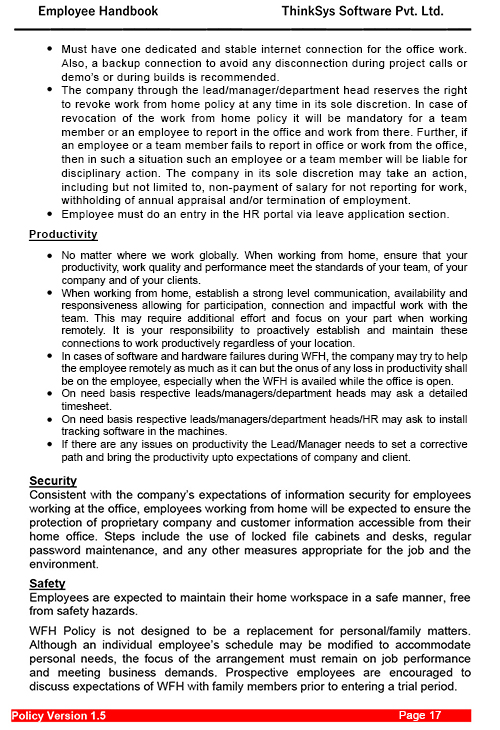 Employee Handbook ThinkSys Software Pvt. Ltd.
• Must have one dedicated and stable internet connection for the office work.
Also, a backup connection to avoid any disconnection during project calls or
demo's or during builds is recommended.
• The company through the lead/manager/department head reserves the right
to revoke work from home policy at any time in its sole discretion. In case of
revocation of the work from home policy it will be mandatory for a team
member or an employee to report in the office and work from there. Further, if
an employee or a team member fails to report in office or work from the office,
then in such a situation such an employee or a team member will be liable for
disciplinary action. The company in its sole discretion may take an action,
including but not limited to, non-payment of salary for not reporting for work,
withholding of annual appraisal and/or termination of employment.
• Employee must do an entry in the HR portal via leave application section.
Productivity
• No matter where we work globally. When working from home, ensure that your
productivity, work quality and performance meet the standards of your team, of your
company and of your clients.
• When working from home, establish a strong level communication, availability and
responsiveness allowing for participation, connection and impactful work with the
team. This may require additional effort and focus on your part when working
remotely. It is your responsibility to proactively establish and maintain these
connections to work productively regardless of your location.
• In cases of software and hardware failures during WFH, the company may try to help
the employee remotely as much as it can but the onus of any loss in productivity shall
be on the employee, especially when the WFH is availed while the office is open.
• On need basis respective leads/managers/department heads may ask a detailed
timesheet.
• On need basis respective leads/managers/department heads/HR may ask to install
tracking software in the machines.
• If there are any issues on productivity the Lead/Manager needs to set a corrective
path and bring the productivity upto expectations of company and client.
Security
Consistent with the company's expectations of information security for employees
working at the office, employees working from home will be expected to ensure the
protection of proprietary company and customer information accessible from their
home office. Steps include the use of locked file cabinets and desks, regular
password maintenance, and any other measures appropriate for the job and the
environment.
Safety
Employees are expected to maintain their home workspace in a safe manner, free
from safety hazards.
WFH Policy is not designed to be a replacement for personal/family matters.
Although an individual employee's schedule may be modified to accommodate
personal needs, the focus of the arrangement must remain on job performance
and meeting business demands. Prospective employees are encouraged to
discuss expectations of WFH with family members prior to entering a trial period.
Policy Version 1.5 Page 17